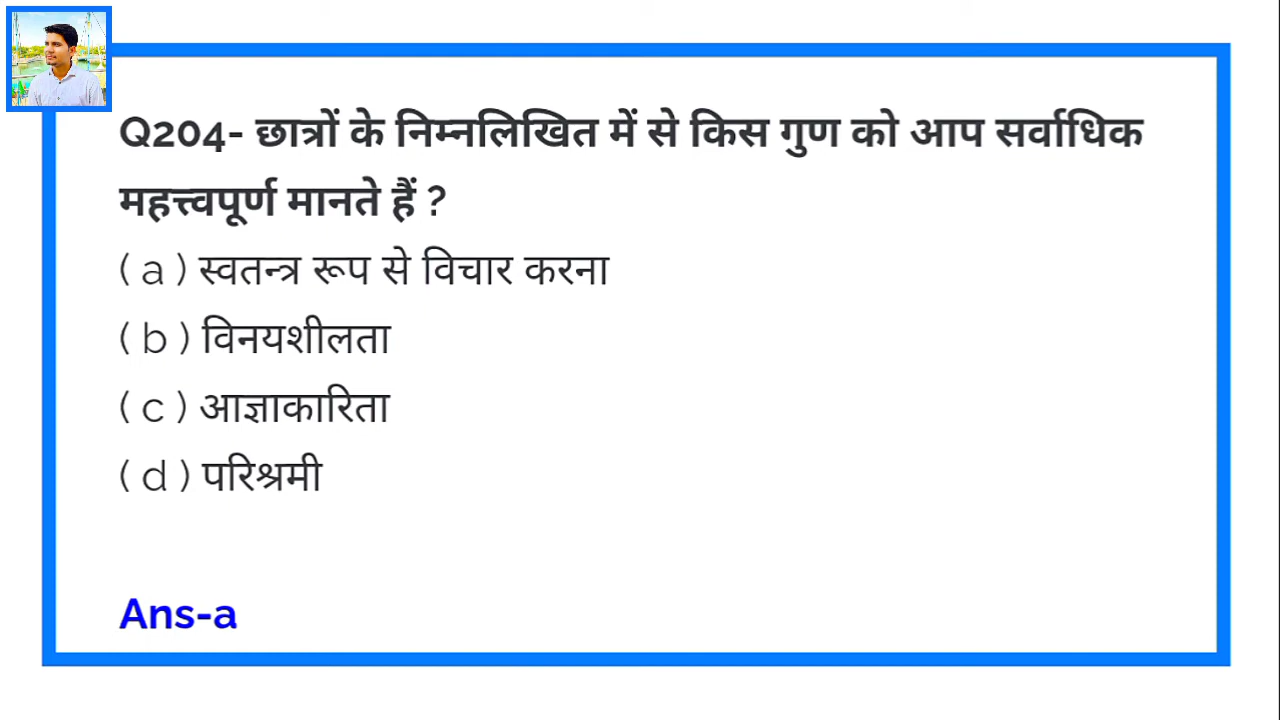 Q204- छात्रों के निम्नलिखित में से किस गुण को आप सर्वाधिक
महत्त्वपूर्ण मानते हैं ?
( a ) स्वतन्त्र रूप से विचार करना
( b ) विनयशीलता
( c ) आज्ञाकारिता
( d ) परिश्रमी
Ans-a